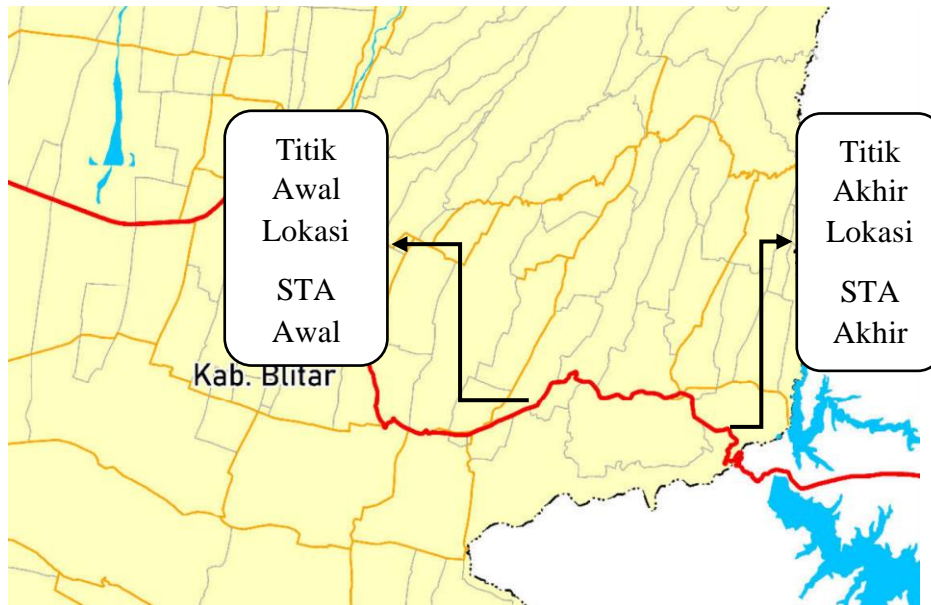 Titik
Awal
Lokasi
STA
Awal
Titik
Akhir
Lokasi
STA
Akhir
Kab. Blitar